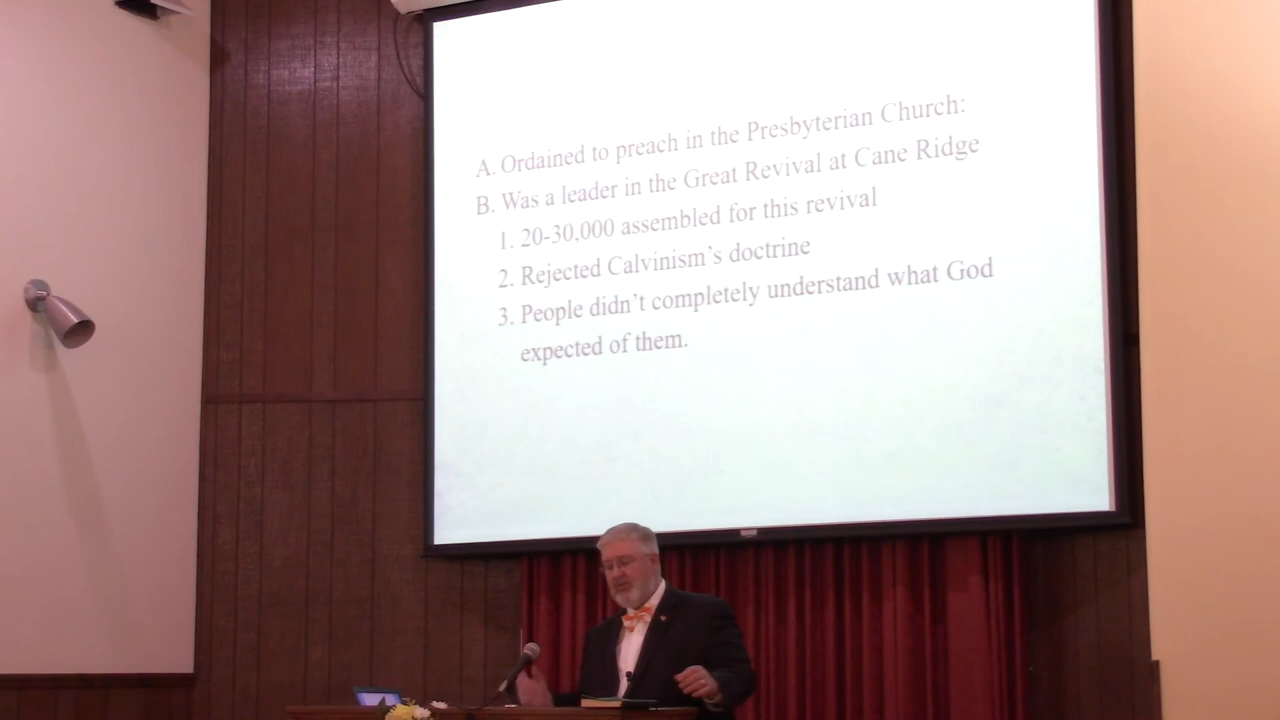 A. Ordained to preach in the Presbyterian Church:
B. Was a leader in the Great Revival at Cane Ridge
1. 20-30,000 assembled for this revival
2. Rejected Calvinism's doctrine
3. People didn't completely understand what God
expected of them.